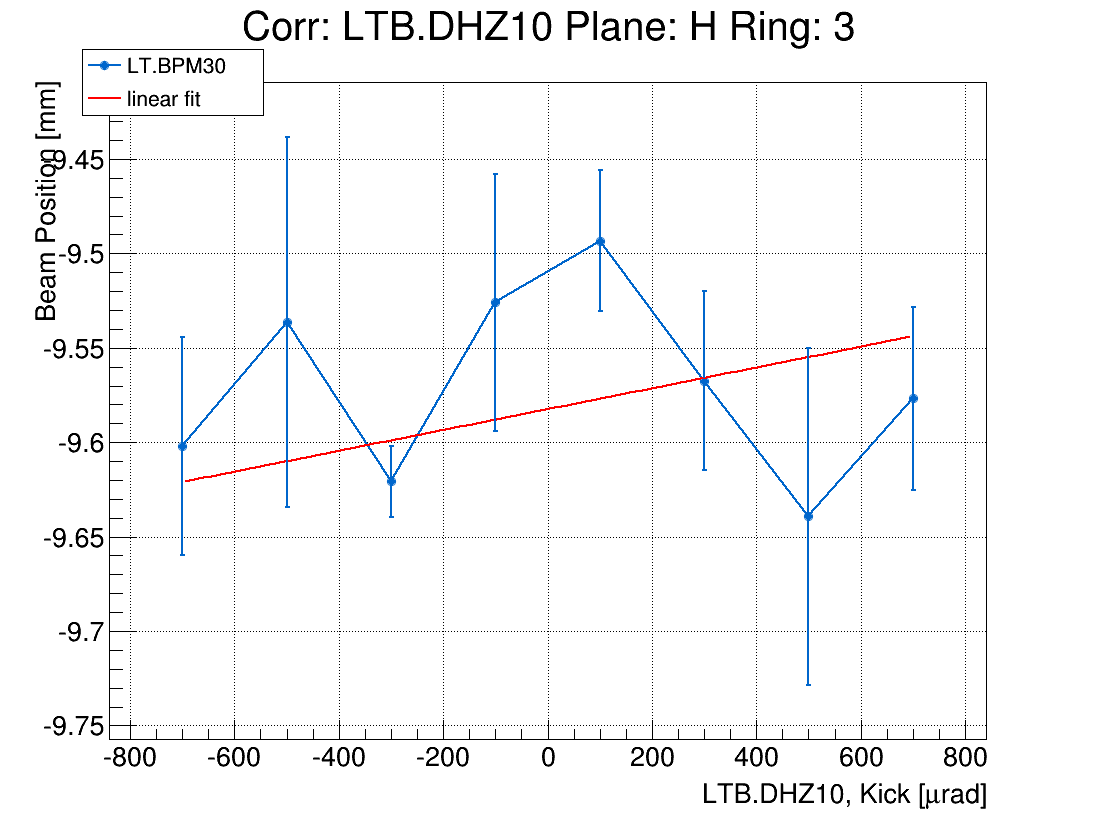 Corr: LTB.DHZ10 Plane: H Ring: 3
LT.BPM30
linear fit
Beam Position [mm]
-9.45
-9.5
-9.55
-9.6
-9.65
-9.7
-9.75
-800 -600 -400 -200 0 200 400 600 800
LTB.DHZ10, Kick [μrad]